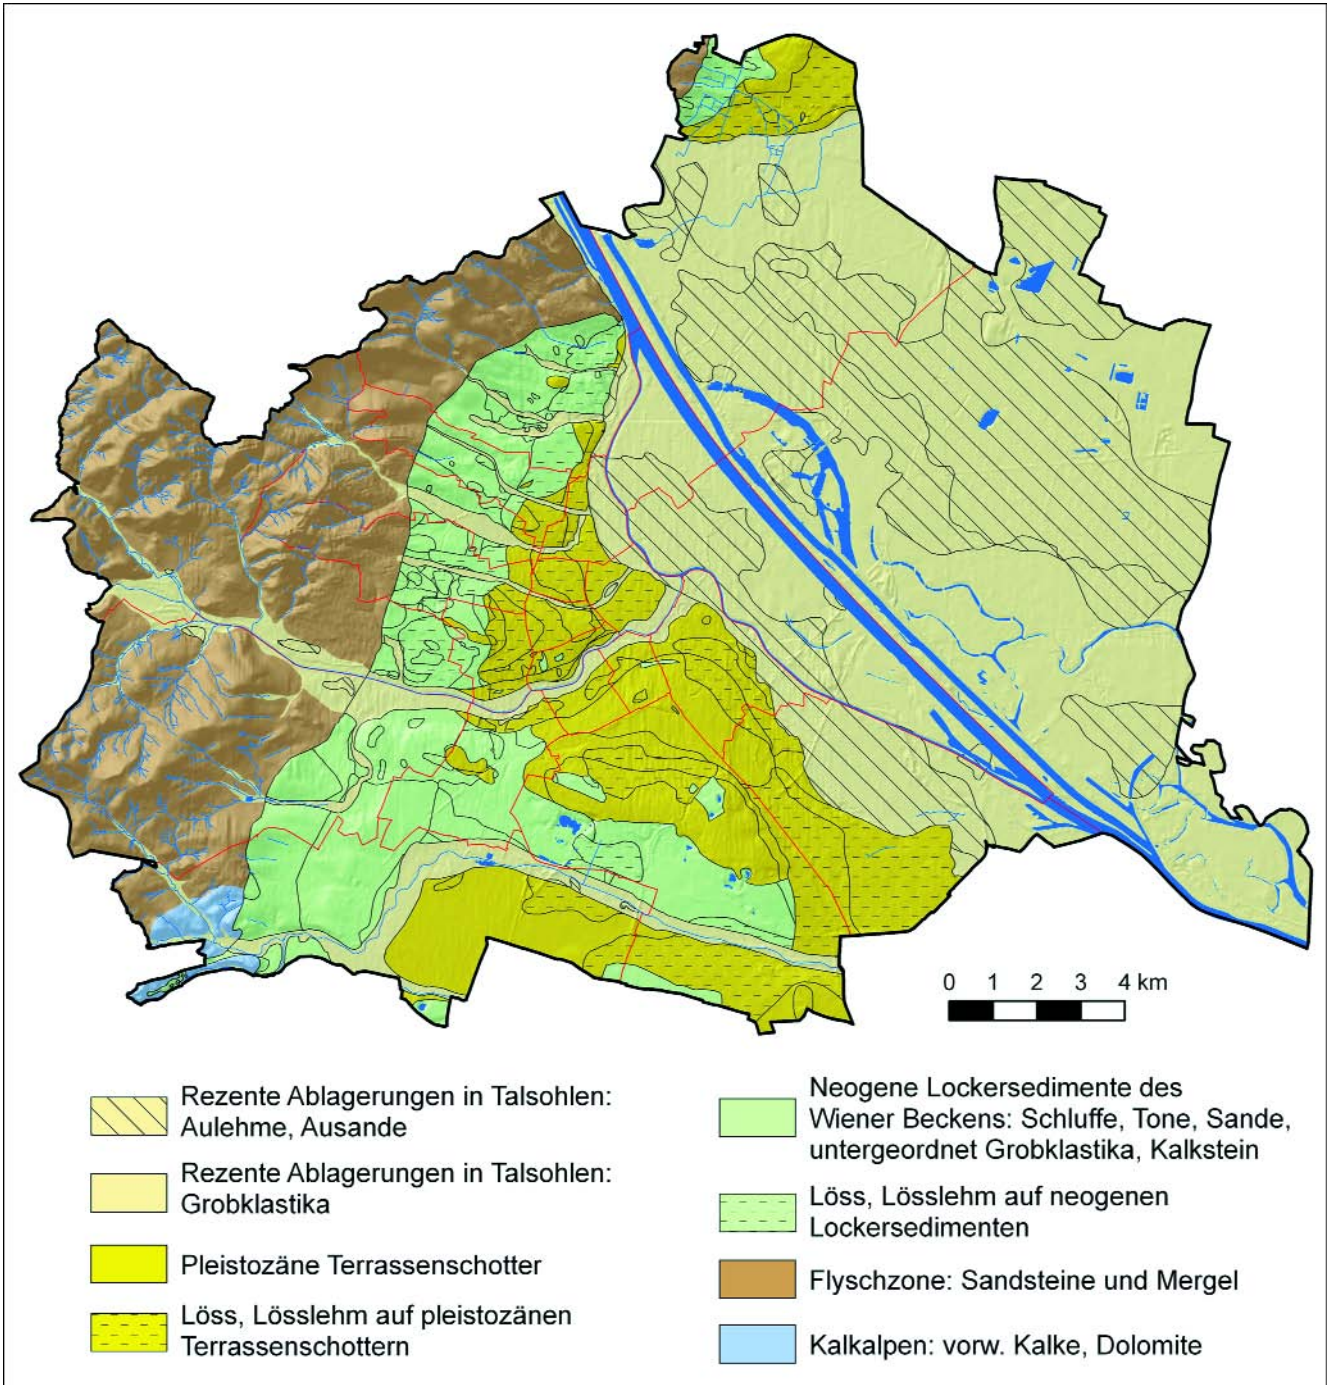 0 1 2 3 4 km
Rezente Ablagerungen in Talsohlen:
Aulehme, Ausande
Rezente Ablagerungen in Talsohlen:
Grobklastika
Pleistozäne Terrassenschotter
Löss, Lösslehm auf pleistozänen
Terrassenschottern
Neogene Lockersedimente des
Wiener Beckens: Schluffe, Tone, Sande,
untergeordnet Grobklastika, Kalkstein
Löss, Lösslehm auf neogenen
Lockersedimenten
Flyschzone: Sandsteine und Mergel
Kalkalpen: vorw. Kalke, Dolomite